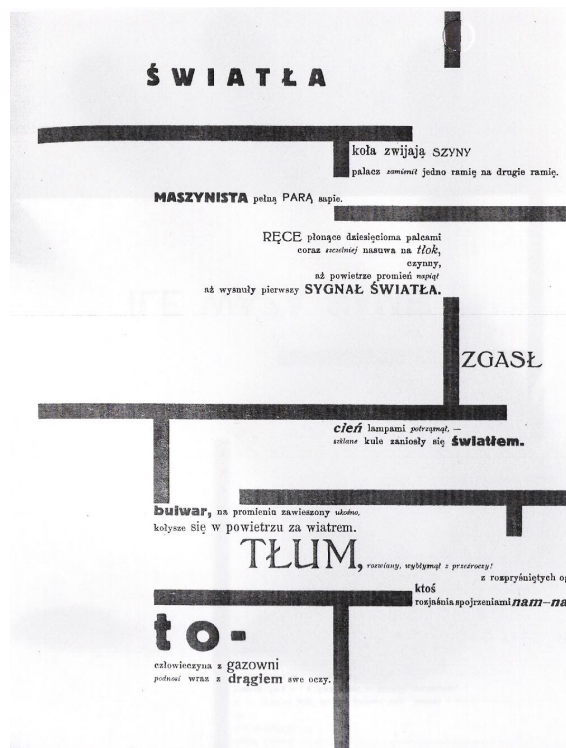 ŚWIATŁA
koła zwijają SZYNY
palacz zamienił jedno ramię na drugie ramię.
MASZYNISTA pełną PARĄ sapie.
RĘCE płonące dziesięcioma palcami
coraz szczelniej nasuwa na tłok,
czynny,
aż powietrze promień napiął
aż wysnuły pierwszy SYGNAŁ ŚWIATŁA.
ZGASŁ
cień lampami potrząsnął, —
szklane kule zaniosły się światłem.
bulwar, na promieniu zawieszony ukośno,
kołysze się w powietrzu za wiatrem.
TŁUM, rozwiany, wybłysnął z przeźroczy!
z rozpryśniętych
ktoś
rozjaśnia spojrzeniami nam—na
to-
człowieczyna z gazowni
podnosi wraz z drągiem swe oczy.